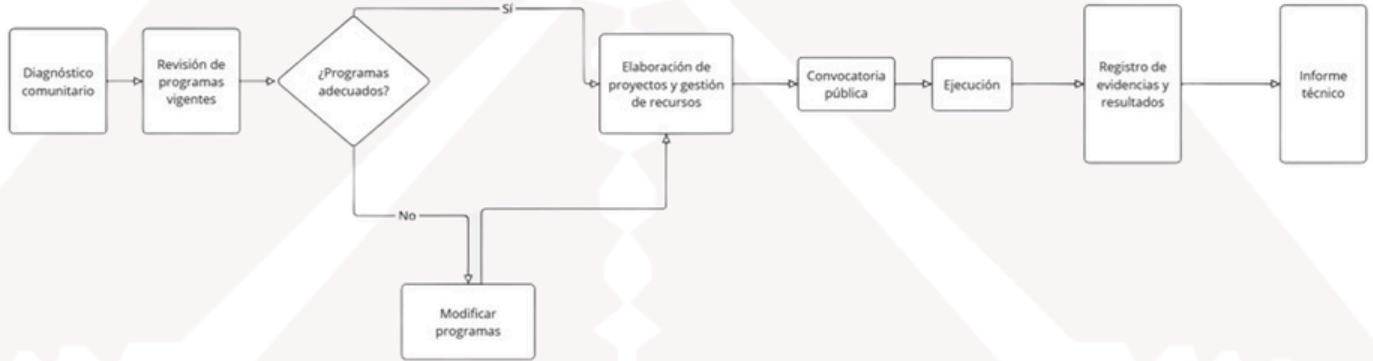 Diagnóstico
comunitario
Revisión de
programas
vigentes
¿Programas
adecuados?
Sí
No
Modificar
programas
Elaboración de
proyectos y gestión
de recursos
Convocatoria
pública
Ejecución
Registro de
evidencias y
resultados
Informe
técnico